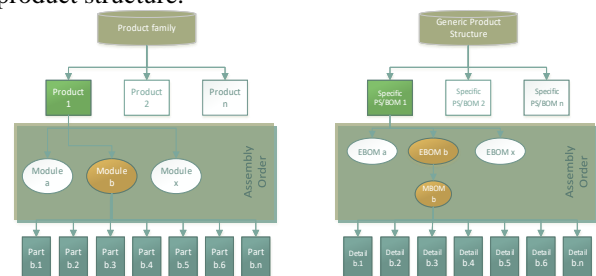 product structure.
Product family
Product
1
Product
2
Product
n
Module
a
Module
b
Module
x
Assembly
Order
Part
b.1
Part
b.2
Part
b.3
Part
b.4
Part
b.5
Part
b.6
Part
b.n
Generic Product
Structure
Specific
PS/BOM 1
Specific
PS/BOM 2
Specific
PS/BOM n
EBOM a
EBOM b
EBOM x
MBOM
b
Assembly
Order
Detail
b.1
Detail
b.2
Detail
b.3
Detail
b.4
Detail
b.5
Detail
b.6
Detail
b.n